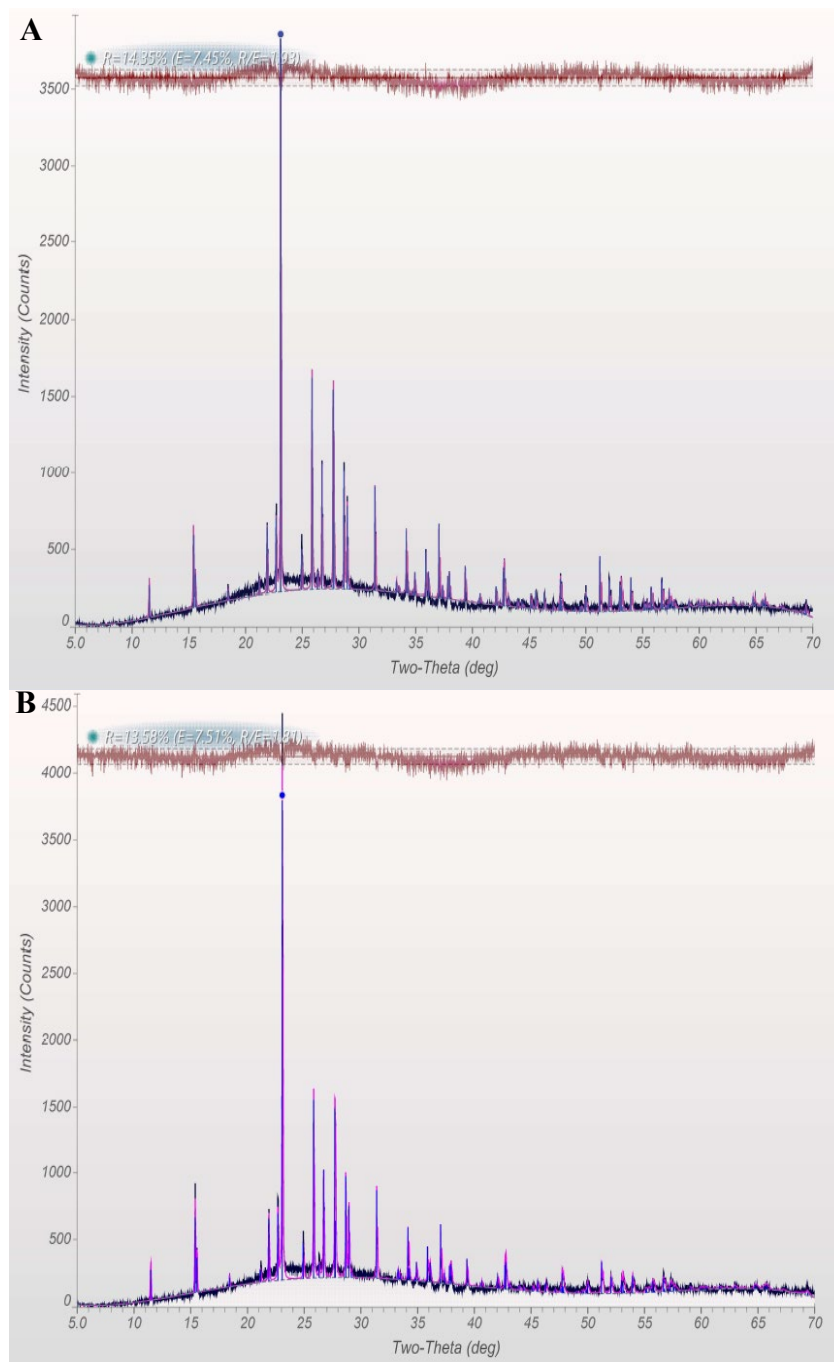 A
R=14.35% (E=7.45%, R/E=1.93)
3500
3000
2500
2000
1500
1000
500
0
Intensity (Counts)
5.0 10 15 20 25 30 35 40 45 50 55 60 65 70
Two-Theta (deg)
B
R=13.58% (E=7.51%, R/E=1.81)
4500
4000
3500
3000
2500
2000
1500
1000
500
0
Intensity (Counts)
5.0 10 15 20 25 30 35 40 45 50 55 60 65 70
Two-Theta (deg)